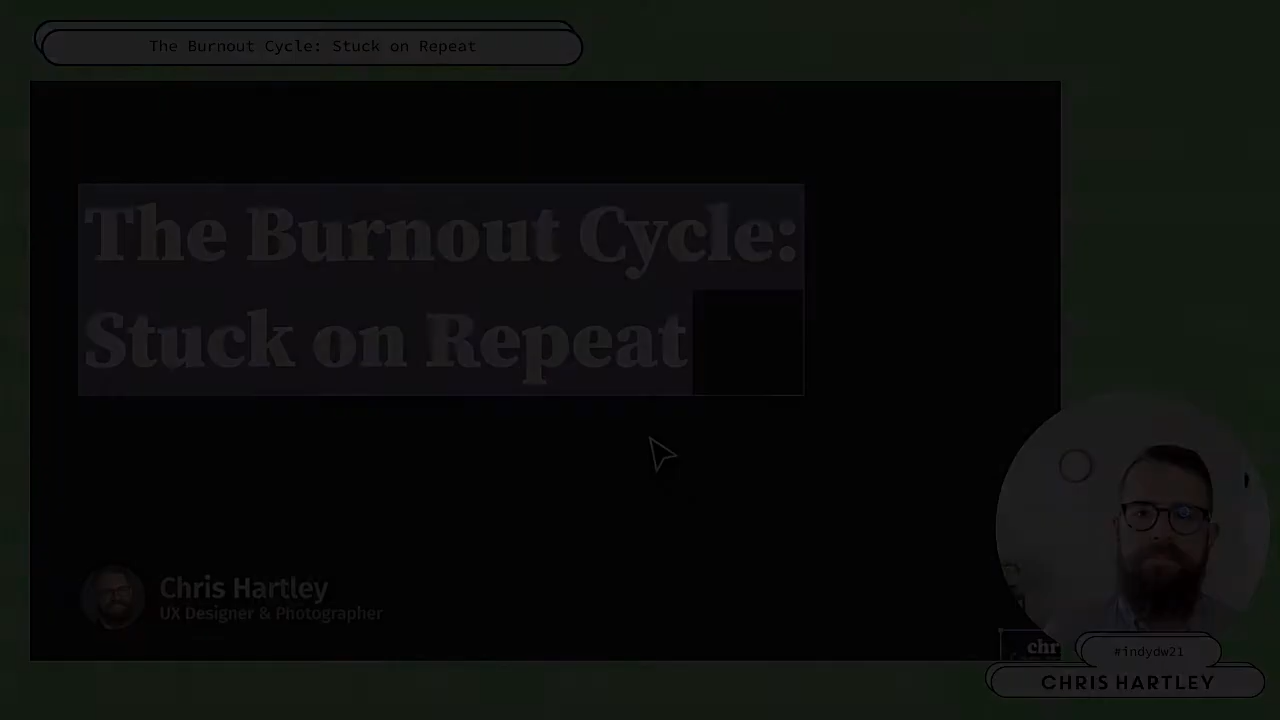 The Burnout Cycle: Stuck on Repeat
The Burnout Cycle:
Stuck on Repeat
Chris Hartley
UX Designer & Photographer
chr
#indydw21
CHRIS HARTLEY